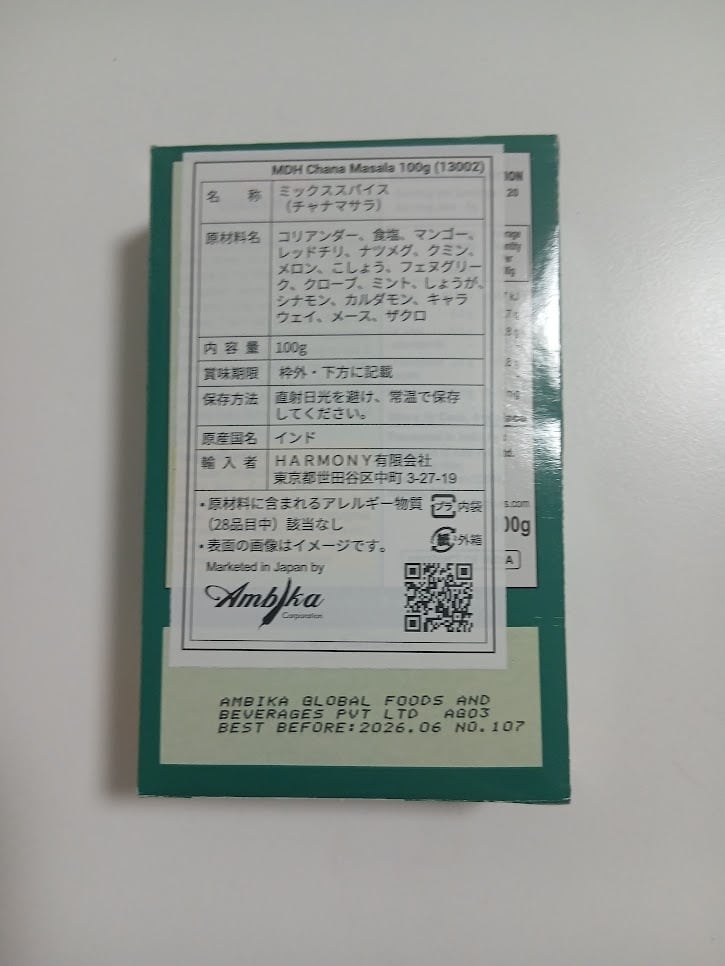 MDH Chana Masala 100g (13002)
名 称 ミックススパイス
（チャナマサラ）
原材料名 コリアンダー、食塩、マンゴー、
レッドチリ、ナツメグ、クミン、
メロン、こしょう、フェヌグリー
ク、クローブ、ミント、しょうが、
シナモン、カルダモン、キャラ
ウェイ、メース、ザクロ
内 容 量 100g
賞味期限 枠外・下方に記載
保存方法 直射日光を避け、常温で保存
してください。
原産国名 インド
輸 入 者 ＨＡＲＭＯＮＹ有限会社
東京都世田谷区中町 3-27-19
・原材料に含まれるアレルギー物質
（28品目中）該当なし
プラ 内袋
・表面の画像はイメージです。
紙 外箱
Marketed in Japan by
Ambika
Corporation
AMBIKA GLOBAL FOODS AND
BEVERAGES PVT LTD AG03
BEST BEFORE:2026.06 NO.107